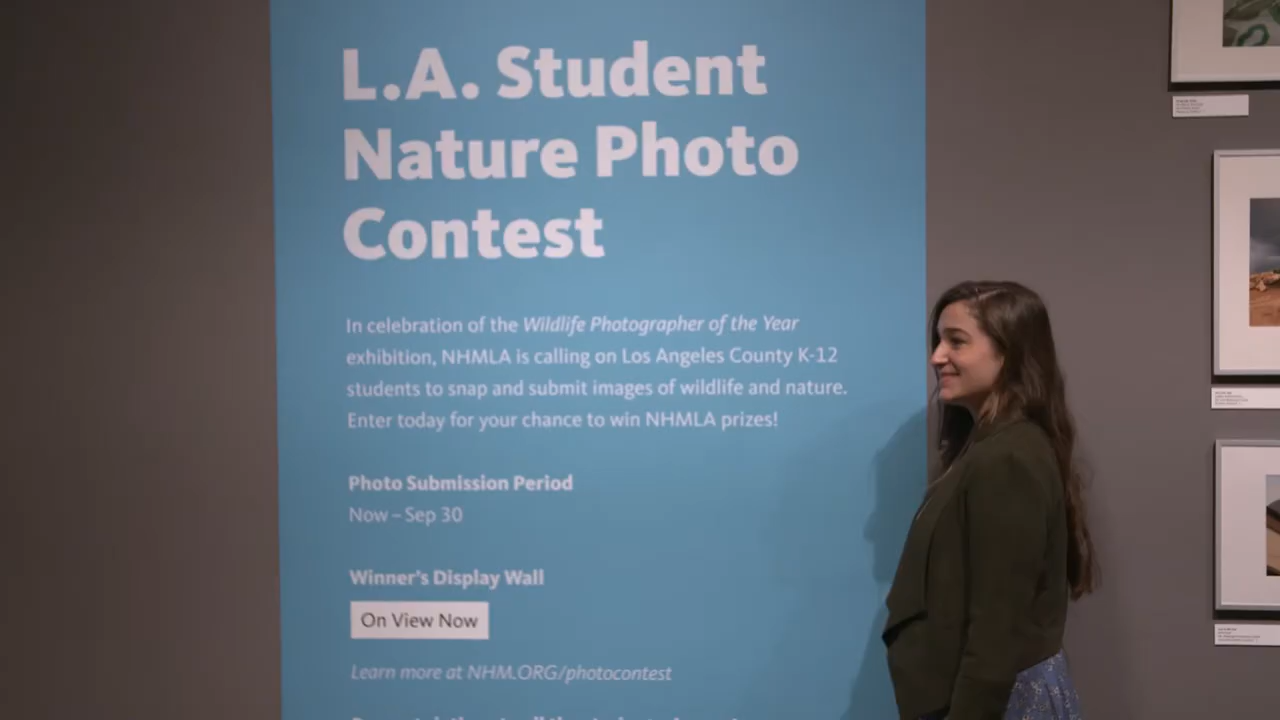 L.A. Student
Nature Photo
Contest
In celebration of the Wildlife Photographer of the Year
exhibition, NHMLA is calling on Los Angeles County K-12
students to snap and submit images of wildlife and nature.
Enter today for your chance to win NHMLA prizes!
Photo Submission Period
Now – Sep 30
Winner's Display Wall
On View Now
Learn more at NHM.ORG/photocontest